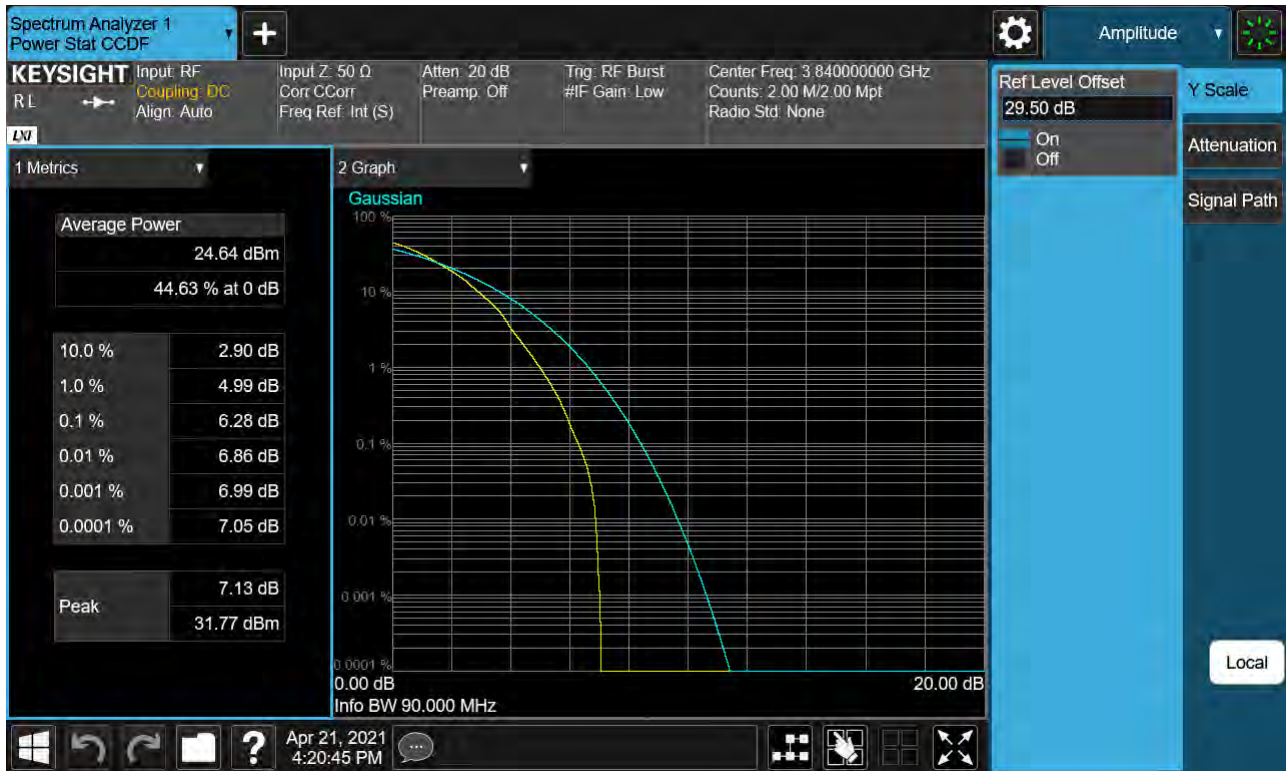 Spectrum Analyzer 1
Power Stat CCDF
Amplitude
KEYSIGHT
RL
LXI
Input: RF
Coupling: DC
Align: Auto
Input Z: 50 Ω
Corr CCorr
Freq Ref: Int (S)
Atten: 20 dB
Preamp: Off
Trig: RF Burst
#IF Gain: Low
Center Freq: 3.840000000 GHz
Counts: 2.00 M/2.00 Mpt
Radio Std: None
Ref Level Offset
29.50 dB
On
Off
Y Scale
Attenuation
Signal Path
Local
1 Metrics
Average Power
24.64 dBm
44.63 % at 0 dB
10.0 % 2.90 dB
1.0 % 4.99 dB
0.1 % 6.28 dB
0.01 % 6.86 dB
0.001 % 6.99 dB
0.0001 % 7.05 dB
Peak
7.13 dB
31.77 dBm
2 Graph
Gaussian
100 %
10 %
1 %
0.1 %
0.01 %
0.001 %
0.0001 %
0.00 dB 20.00 dB
Info BW 90.000 MHz
?
Apr 21, 2021
4:20:45 PM